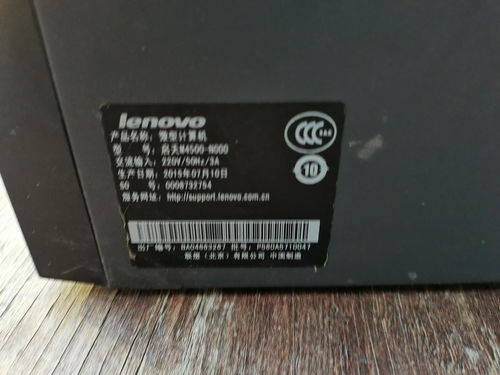 lenovo
产品名称：微型计算机
型 号：启天M4500-N000
交流输入：220V/50Hz/3A
生产日期：2015年07月10日
SO 号：0008732754
服务网址：http://support.lenovo.com.cn
CCC
10
出厂编号：BA04663287 批号：PS80A5710047
联想（北京）有限公司 中国制造